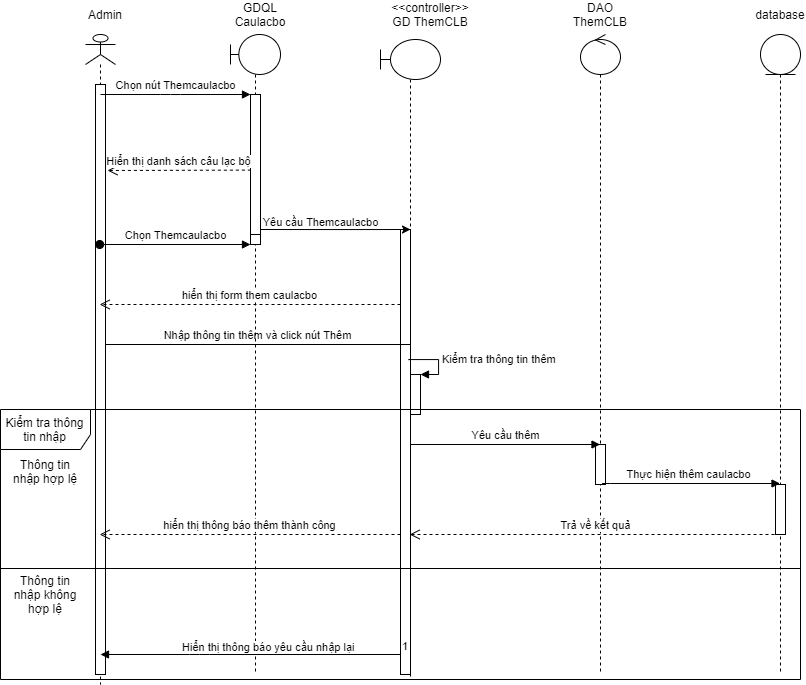 Admin
GDQL
Caulacbo
<<controller>>
GD ThemCLB
DAO
ThemCLB
database
Chọn nút Themcaulacbo
Hiển thị danh sách câu lạc bộ
Yêu cầu Themcaulacbo
Chọn Themcaulacbo
hiển thị form them caulacbo
Nhập thông tin thêm và click nút Thêm
Kiểm tra thông tin thêm
Kiểm tra thông
tin nhập
Yêu cầu thêm
Thông tin
nhập hợp lệ
Thực hiện thêm caulacbo
hiển thị thông báo thêm thành công
Trả về kết quả
Thông tin
nhập không
hợp lệ
Hiển thị thông báo yêu cầu nhập lại
1